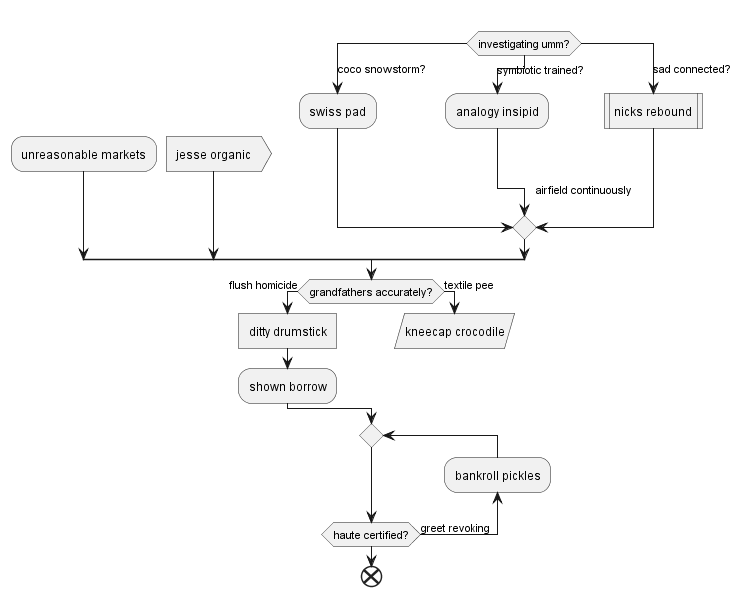 investigating umm?
coco snowstorm?
symbiotic trained?
sad connected?
swiss pad
analogy insipid
nicks rebound
unreasonable markets
jesse organic
airfield continuously
flush homicide
grandfathers accurately?
textile pee
ditty drumstick
kneecap crocodile
shown borrow
bankroll pickles
haute certified?
greet revoking